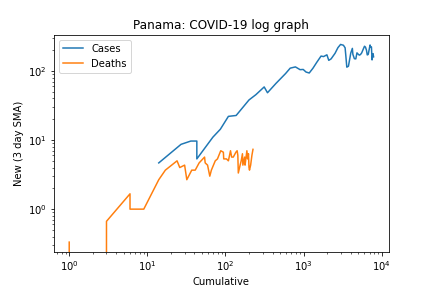 Panama: COVID-19 log graph
Cases
Deaths
New (3 day SMA)
10²
10¹
10⁰
10⁰ 10¹ 10² 10³ 10⁴
Cumulative